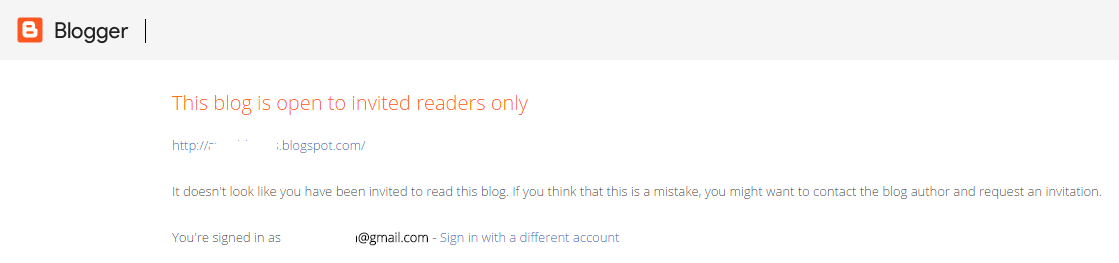 Blogger
This blog is open to invited readers only
http:// .blogspot.com/
It doesn't look like you have been invited to read this blog. If you think that this is a mistake, you might want to contact the blog author and request an invitation.
You're signed in as @gmail.com - Sign in with a different account